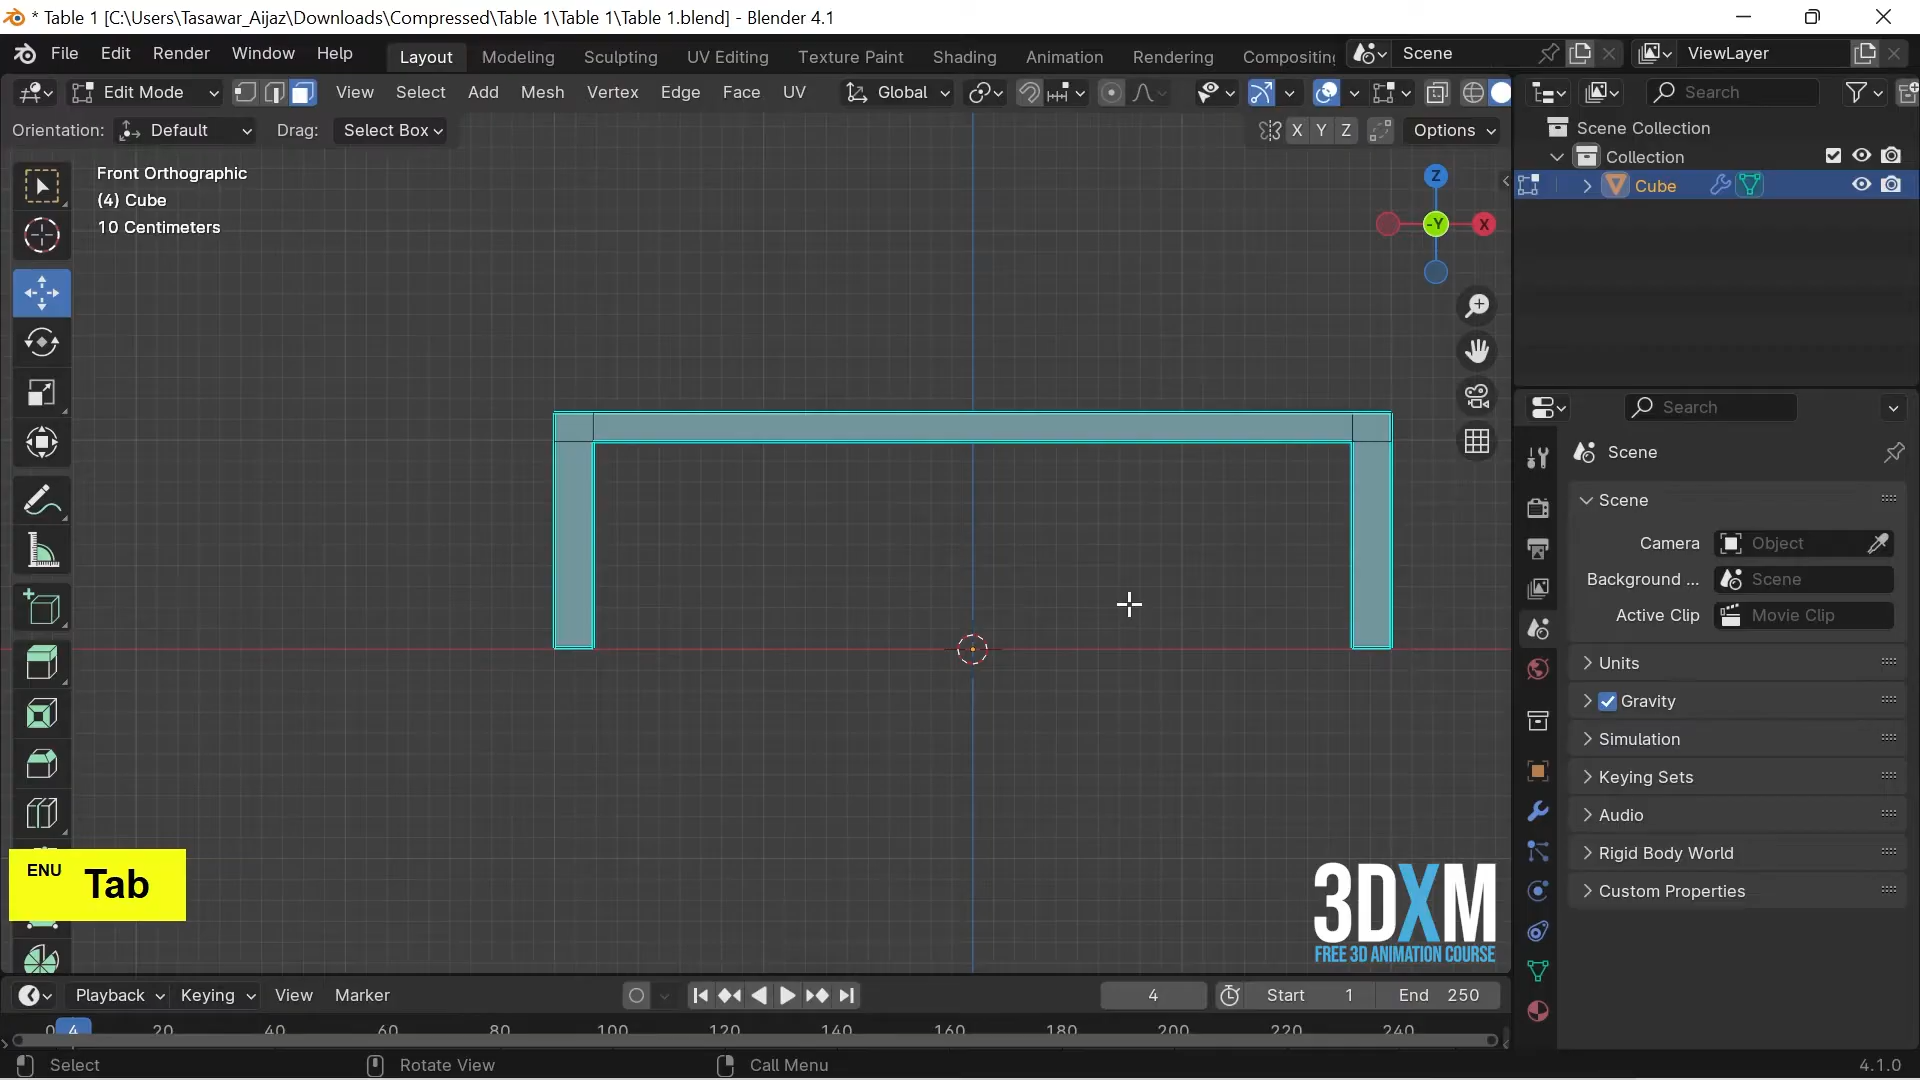 * Table 1 [C:\Users\Tasawar_Aijaz\Downloads\Compressed\Table 1\Table 1\Table 1.blend] - Blender 4.1
File Edit Render Window Help Layout Modeling Sculpting UV Editing Texture Paint Shading Animation Rendering Compositing Scene ViewLayer
Edit Mode View Select Add Mesh Vertex Edge Face UV Global Search
Orientation: Default Drag: Select Box X Y Z Options
Scene Collection
Collection
Cube
Front Orthographic
(4) Cube
10 Centimeters
Z
-Y
X
Search
Scene
Scene
Camera Object
Background ... Scene
Active Clip Movie Clip
Units
Gravity
Simulation
Keying Sets
Audio
Rigid Body World
Custom Properties
ENU Tab
3DXM
FREE 3D ANIMATION COURSE
Playback Keying View Marker 4 Start 1 End 250
0 4 20 40 60 80 100 120 140 160 180 200 220 240
Select Rotate View Call Menu 4.1.0